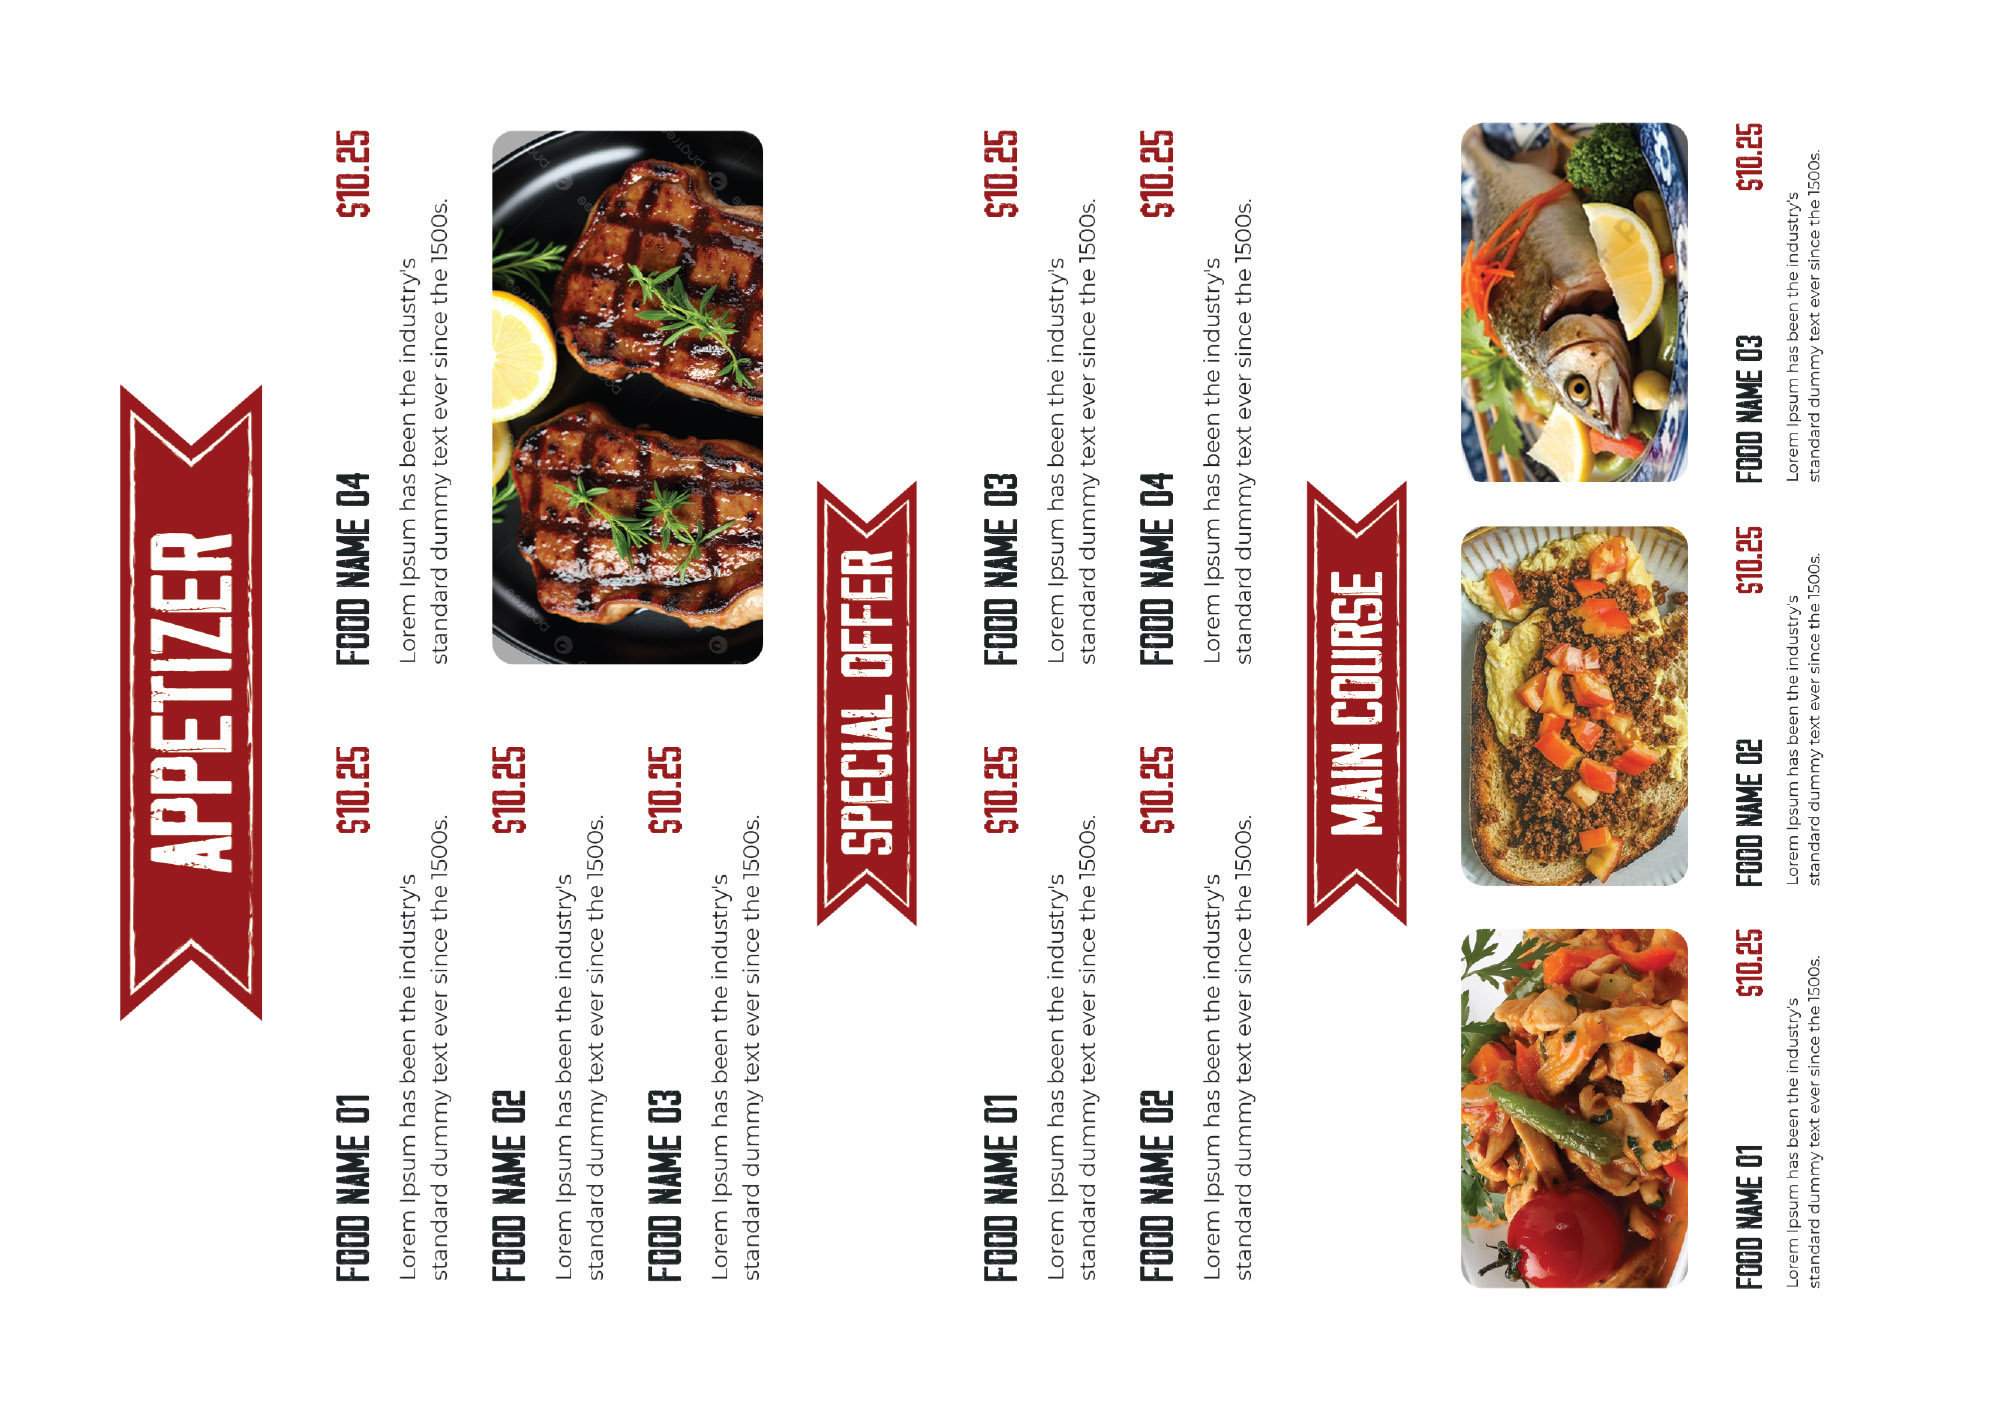 APPETIZER
FOOD NAME 01 $10.25
Lorem Ipsum has been the industry's
standard dummy text ever since the 1500s.
FOOD NAME 02 $10.25
Lorem Ipsum has been the industry's
standard dummy text ever since the 1500s.
FOOD NAME 03 $10.25
Lorem Ipsum has been the industry's
standard dummy text ever since the 1500s.
FOOD NAME 04 $10.25
Lorem Ipsum has been the industry's
standard dummy text ever since the 1500s.
SPECIAL OFFER
FOOD NAME 01 $10.25
Lorem Ipsum has been the industry's
standard dummy text ever since the 1500s.
FOOD NAME 02 $10.25
Lorem Ipsum has been the industry's
standard dummy text ever since the 1500s.
FOOD NAME 03 $10.25
Lorem Ipsum has been the industry's
standard dummy text ever since the 1500s.
FOOD NAME 04 $10.25
Lorem Ipsum has been the industry's
standard dummy text ever since the 1500s.
MAIN COURSE
FOOD NAME 01 $10.25
Lorem Ipsum has been the industry's
standard dummy text ever since the 1500s.
FOOD NAME 02 $10.25
Lorem Ipsum has been the industry's
standard dummy text ever since the 1500s.
FOOD NAME 03 $10.25
Lorem Ipsum has been the industry's
standard dummy text ever since the 1500s.